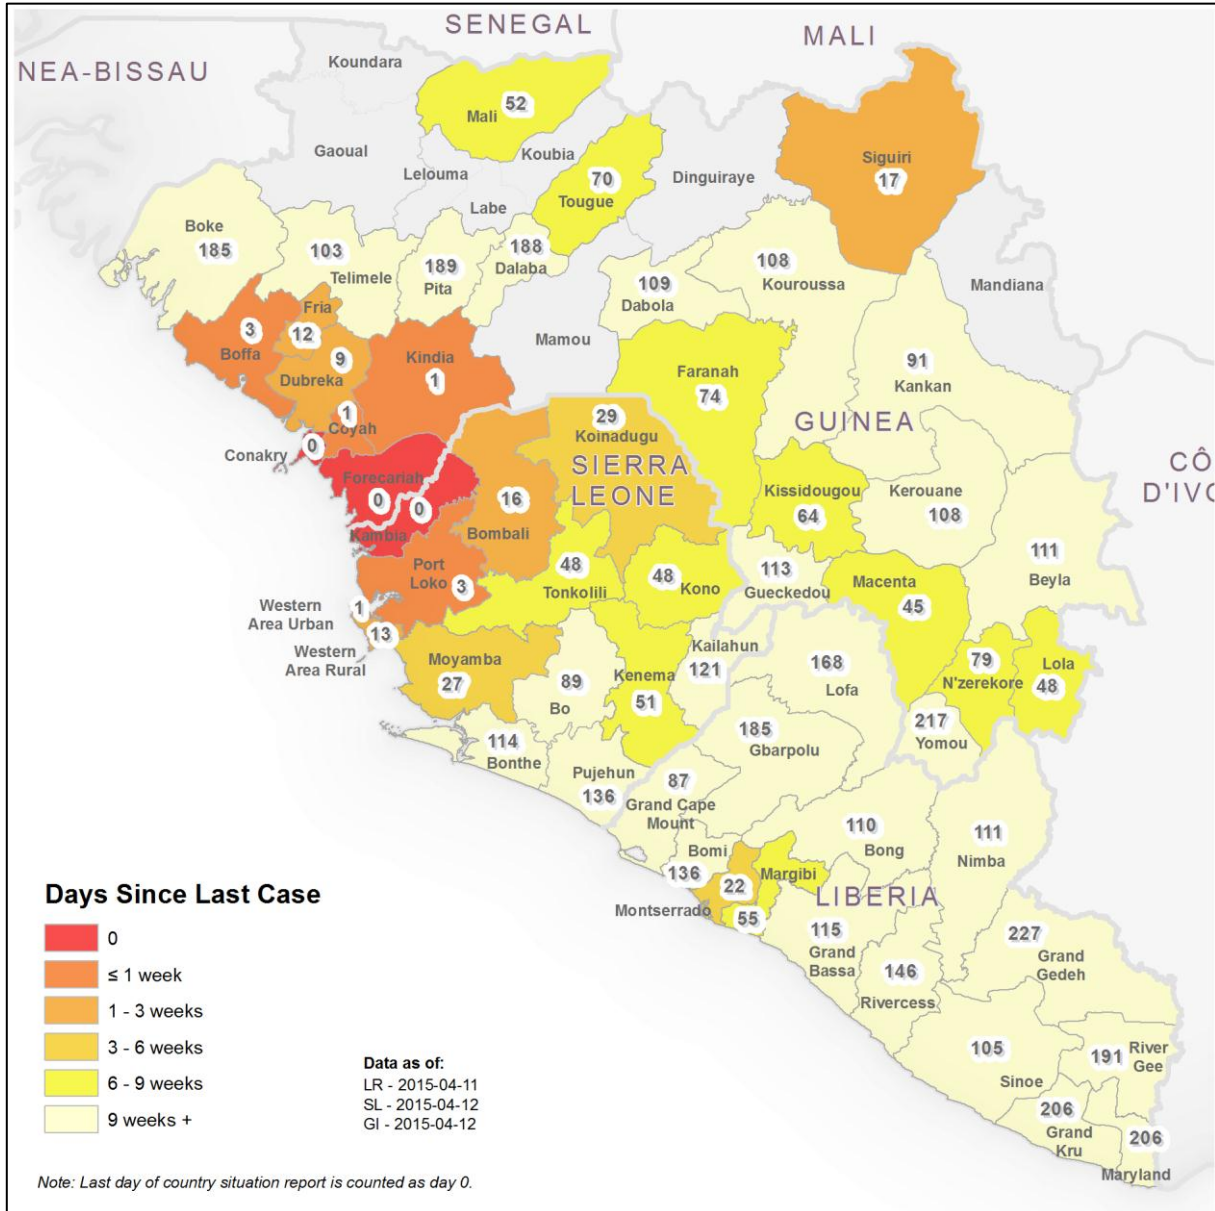 SENEGAL
MALI
NEA-BISSAU
Koundara
52
Mali
Gaoual
Koubia
Lelouma
Labe
70
Tougue
Dinguiraye
Siguiri
17
Boke
185
103
Telimele
189
Pita
188
Dalaba
109
Dabola
108
Kouroussa
Mandiana
Fria
12
3
Boffa
9
Dubreka
Kindia
1
Mamou
Faranah
74
91
Kankan
GUINEA
1
Coyah
0
Conakry
29
Koinadugu
SIERRA
LEONE
CÔ
D'IVO
Forecariah
0
0
Kambia
16
Bombali
Kissidougou
64
Kerouane
108
111
Beyla
Port
Loko
3
48
Tonkolili
48
Kono
113
Gueckedou
Macenta
45
Western
Area Urban
1
13
Western
Area Rural
Moyamba
27
89
Bo
Kenema
51
Kailahun
121
168
Lofa
79
N'zerekore
Lola
48
217
Yomou
114
Bonthe
Pujehun
136
185
Gbarpolu
87
Grand Cape
Mount
110
Bong
111
Nimba
Bomi
136
22
Montserrado
Margibi
55
LIBERIA
115
Grand
Bassa
146
Rivercess
227
Grand
Gedeh
105
Sinoe
191
River
Gee
206
Grand
Kru
206
Maryland
Days Since Last Case
0
≤ 1 week
1 - 3 weeks
3 - 6 weeks
6 - 9 weeks
9 weeks +
Data as of:
LR - 2015-04-11
SL - 2015-04-12
GI - 2015-04-12
Note: Last day of country situation report is counted as day 0.